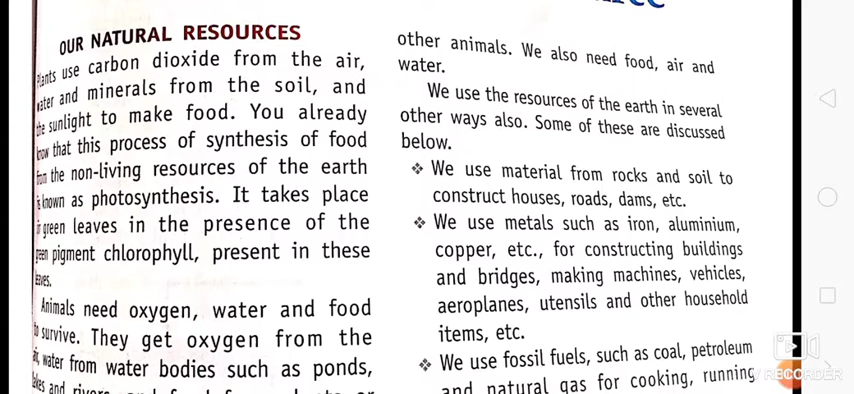 OUR NATURAL RESOURCES
Plants use carbon dioxide from the air,
water and minerals from the soil, and
the sunlight to make food. You already
know that this process of synthesis of food
from the non-living resources of the earth
is known as photosynthesis. It takes place
in green leaves in the presence of the
green pigment chlorophyll, present in these
leaves.
Animals need oxygen, water and food
to survive. They get oxygen from the
air, water from water bodies such as ponds,
lakes and rivers, and food from plants or
other animals. We also need food, air and
water.
We use the resources of the earth in several
other ways also. Some of these are discussed
below.
❖ We use material from rocks and soil to
construct houses, roads, dams, etc.
❖ We use metals such as iron, aluminium,
copper, etc., for constructing buildings
and bridges, making machines, vehicles,
aeroplanes, utensils and other household
items, etc.
❖ We use fossil fuels, such as coal, petroleum
and natural gas for cooking, running
RECORDER